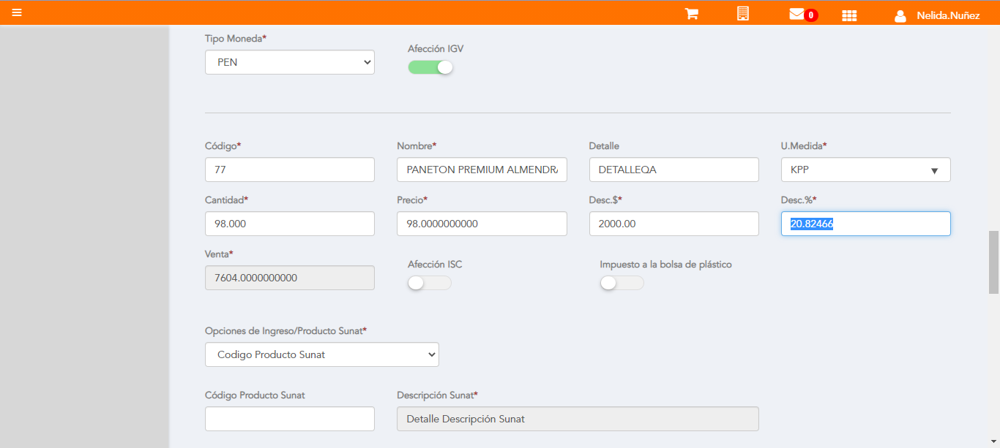 0
Nelida.Nuñez
Tipo Moneda*
Afección IGV
PEN
Código*
Nombre*
Detalle
U.Medida*
77
PANETON PREMIUM ALMENDRA
DETALLEQA
KPP
Cantidad*
Precio*
Desc.$*
Desc.%*
98.000
98.0000000000
2000.00
20.82466
Venta*
Afección ISC
Impuesto a la bolsa de plástico
7604.0000000000
Opciones de Ingreso/Producto Sunat*
Codigo Producto Sunat
Código Producto Sunat
Descripción Sunat*
Detalle Descripción Sunat